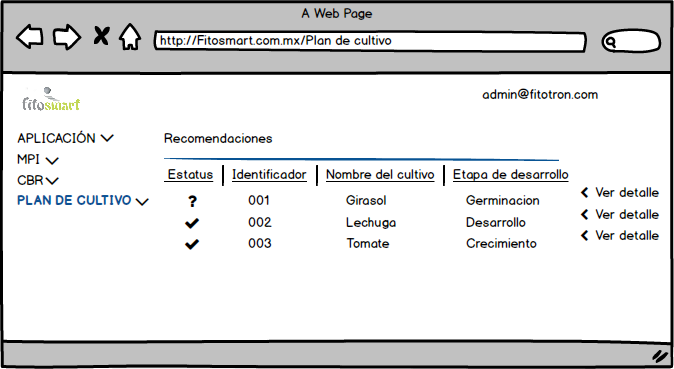 A Web Page
http://Fitosmart.com.mx/Plan de cultivo
fitosmart
admin@fitotron.com
APLICACIÓN
MPI
CBR
PLAN DE CULTIVO
Recomendaciones
Estatus Identificador Nombre del cultivo Etapa de desarrollo
? 001 Girasol Germinacion Ver detalle
002 Lechuga Desarrollo Ver detalle
003 Tomate Crecimiento Ver detalle